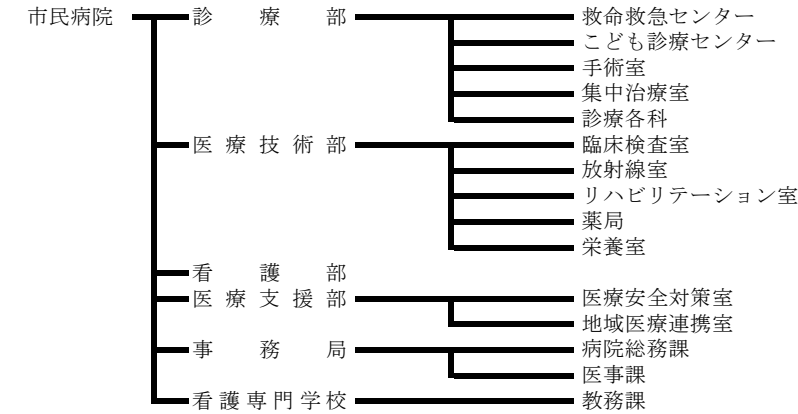 市民病院 診療部 救命救急センター
こども診療センター
手術室
集中治療室
診療各科
医療技術部 臨床検査室
放射線室
リハビリテーション室
薬局
栄養室
看護部
医療支援部 医療安全対策室
地域医療連携室
事務局 病院総務課
医事課
看護専門学校 教務課